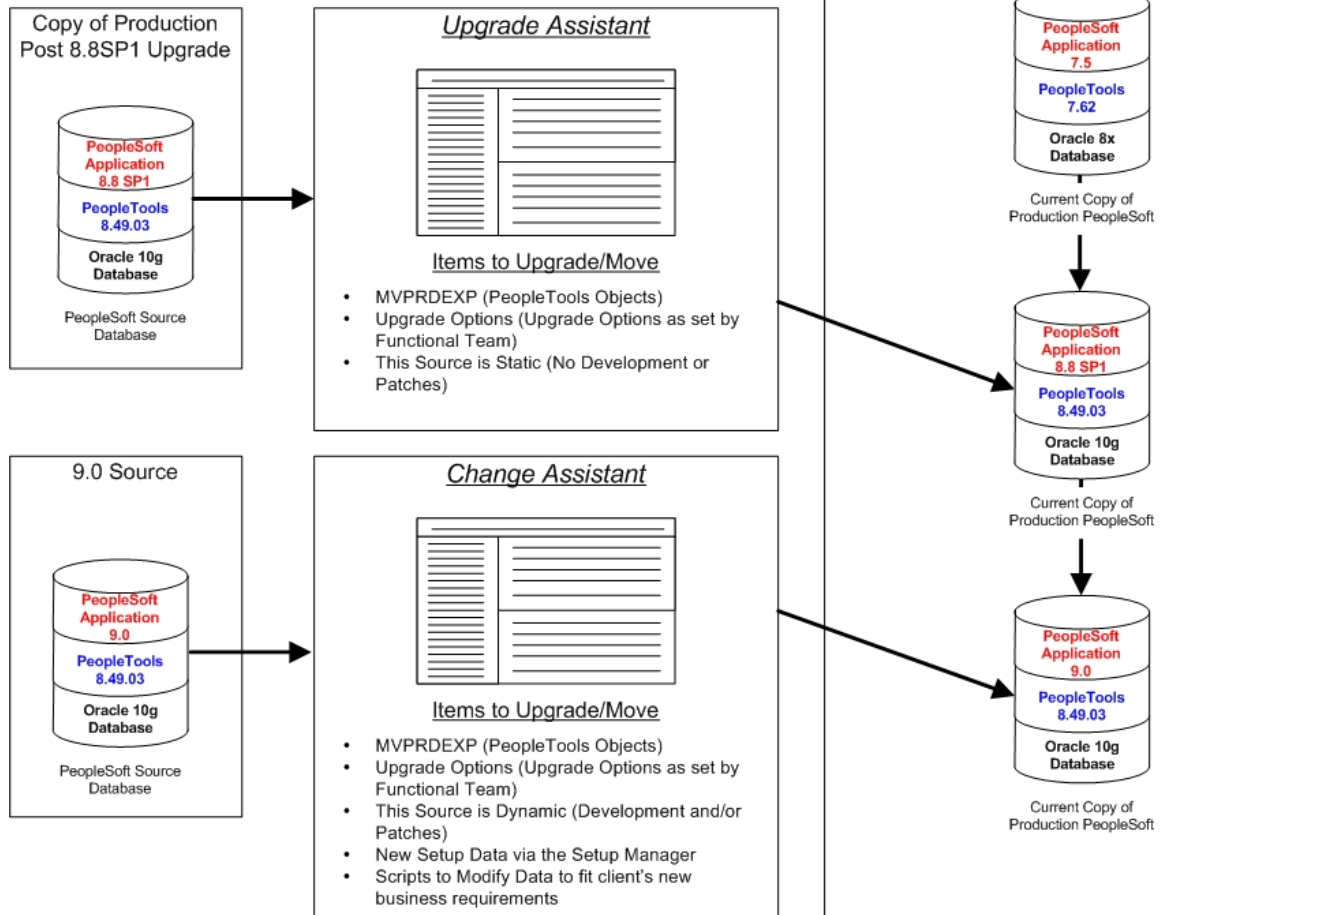 Copy of Production
Post 8.8SP1 Upgrade
PeopleSoft
Application
8.8 SP1
PeopleTools
8.49.03
Oracle 10g
Database
PeopleSoft Source
Database
Upgrade Assistant
Items to Upgrade/Move
• MVPRDEXP (PeopleTools Objects)
• Upgrade Options (Upgrade Options as set by
Functional Team)
• This Source is Static (No Development or
Patches)
9.0 Source
PeopleSoft
Application
9.0
PeopleTools
8.49.03
Oracle 10g
Database
PeopleSoft Source
Database
Change Assistant
Items to Upgrade/Move
• MVPRDEXP (PeopleTools Objects)
• Upgrade Options (Upgrade Options as set by
Functional Team)
• This Source is Dynamic (Development and/or
Patches)
• New Setup Data via the Setup Manager
• Scripts to Modify Data to fit client's new
business requirements
PeopleSoft
Application
7.5
PeopleTools
7.62
Oracle 8x
Database
Current Copy of
Production PeopleSoft
PeopleSoft
Application
8.8 SP1
PeopleTools
8.49.03
Oracle 10g
Database
Current Copy of
Production PeopleSoft
PeopleSoft
Application
9.0
PeopleTools
8.49.03
Oracle 10g
Database
Current Copy of
Production PeopleSoft